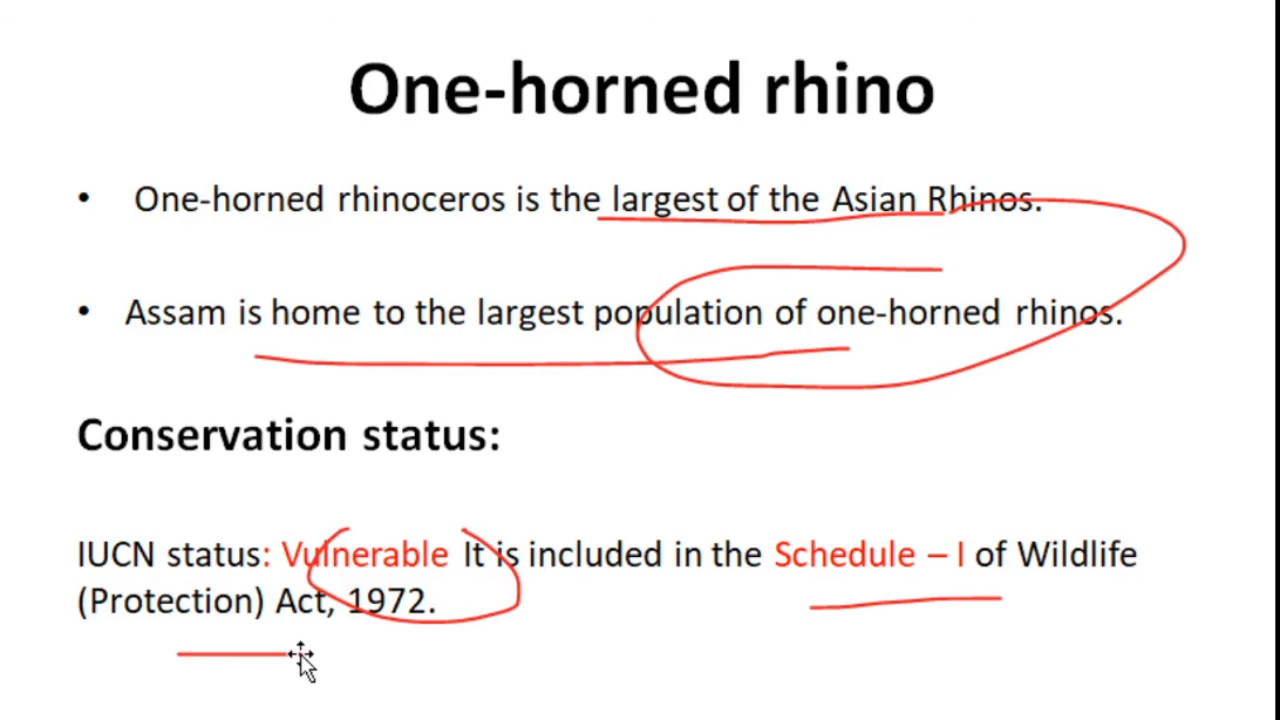 One-horned rhino
• One-horned rhinoceros is the largest of the Asian Rhinos.
• Assam is home to the largest population of one-horned rhinos.
Conservation status:
IUCN status: Vulnerable It is included in the Schedule – I of Wildlife
(Protection) Act, 1972.